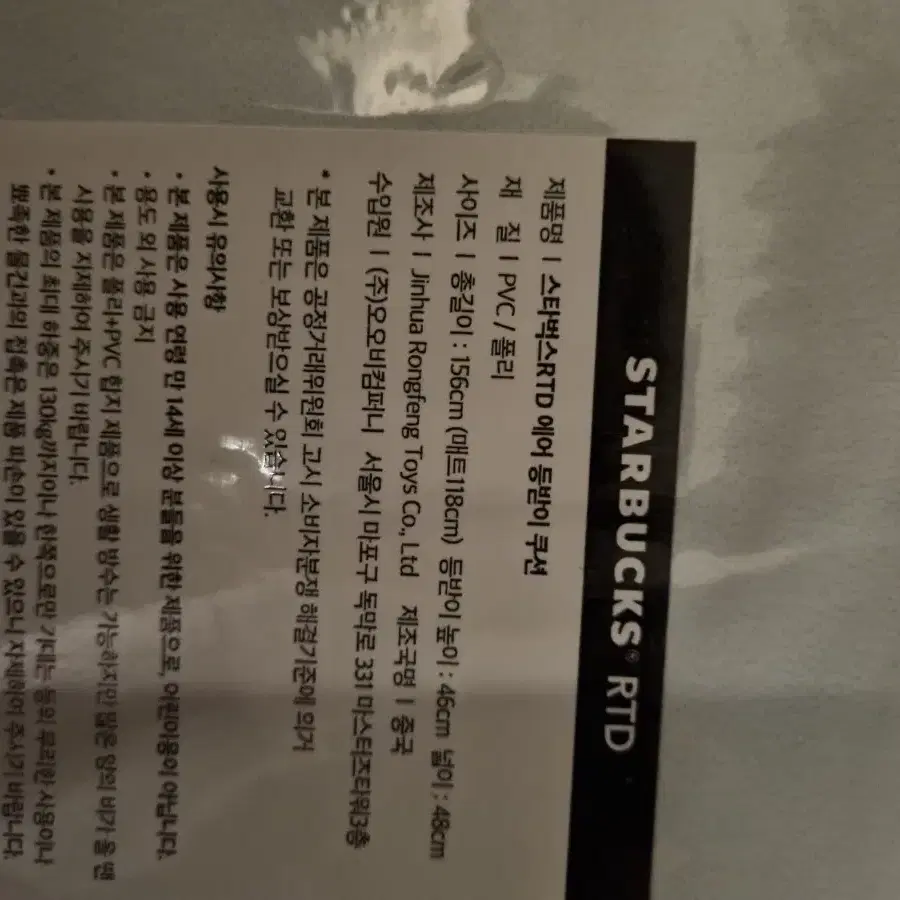 STARBUCKS® RTD
제품명 | 스타벅스RTD 에어 등받이 쿠션
재 질 | PVC / 폴리
사이즈 | 총길이 : 156cm (매트118cm) 등받이 높이 : 46cm 넓이 : 48cm
제조사 | Jinhua Rongfeng Toys Co., Ltd 제조국명 | 중국
수입원 | (주)오오비컴퍼니 서울시 마포구 독막로 331 마스터즈타워3층
• 본 제품은 공정거래위원회 고시 소비자분쟁 해결기준에 의거
교환 또는 보상받으실 수 있습니다.
사용시 유의사항
• 본 제품은 사용 연령 만 14세 이상 분들을 위한 제품으로, 어린이용이 아닙니다.
• 용도 외 사용 금지
• 본 제품은 폴리+PVC 합지 제품으로 생활 방수는 가능하지만 많은 양의 비가 올 땐
사용을 자제하여 주시기 바랍니다.
• 본 제품의 최대 하중은 130kg까지이나 한쪽으로만 기대는 등의 무리한 사용이나
뾰족한 물건과의 접촉은 제품 파손이 있을 수 있으니 자제하여 주시기 바랍니다.